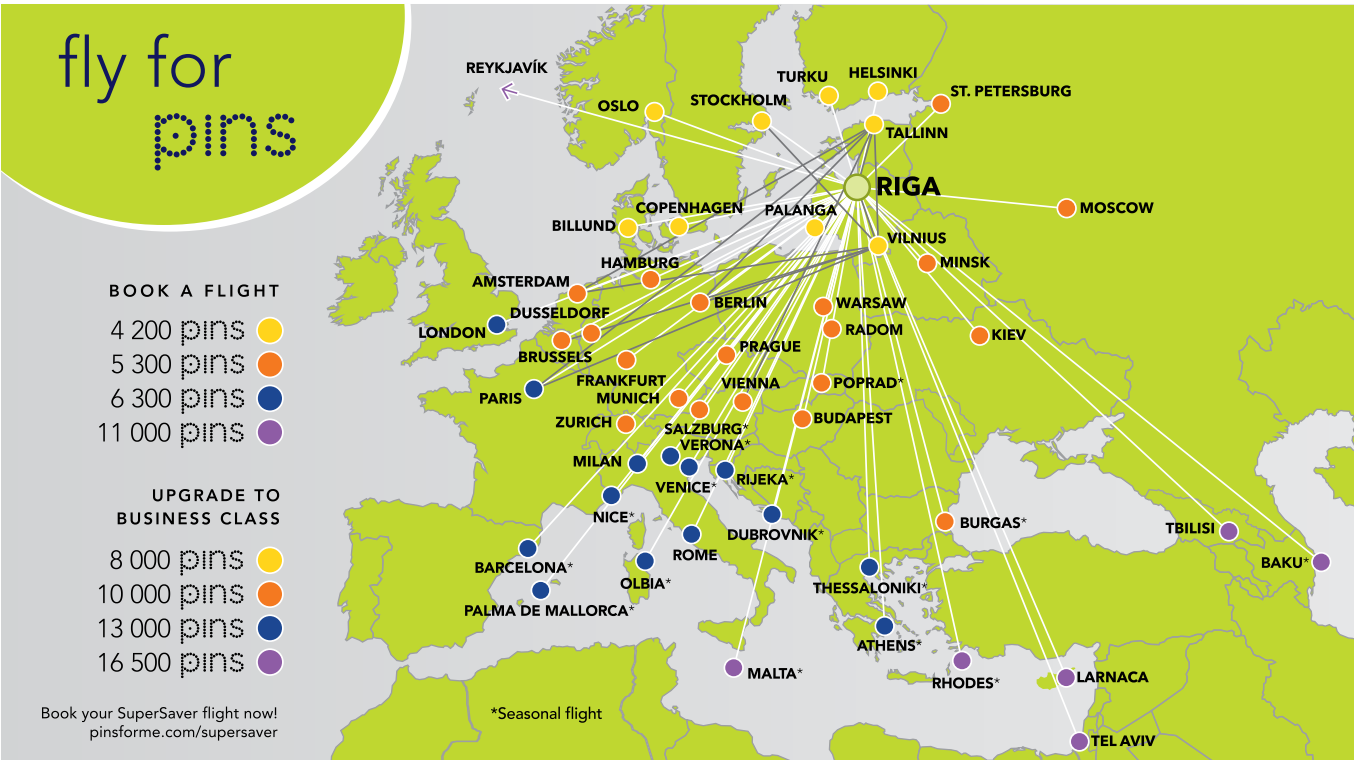 fly for
pins
BOOK A FLIGHT
4 200 pins
5 300 pins
6 300 pins
11 000 pins
UPGRADE TO
BUSINESS CLASS
8 000 pins
10 000 pins
13 000 pins
16 500 pins
Book your SuperSaver flight now!
pinsforme.com/supersaver
REYKJAVÍK
OSLO
STOCKHOLM
TURKU
HELSINKI
ST. PETERSBURG
TALLINN
RIGA
MOSCOW
BILLUND
COPENHAGEN
PALANGA
VILNIUS
MINSK
HAMBURG
AMSTERDAM
BERLIN
WARSAW
DUSSELDORF
LONDON
RADOM
KIEV
BRUSSELS
PRAGUE
FRANKFURT
VIENNA
POPRAD*
PARIS
MUNICH
ZURICH
SALZBURG*
BUDAPEST
VERONA*
MILAN
VENICE*
RIJEKA*
NICE*
DUBROVNIK*
BURGAS*
TBILISI
ROME
BAKU*
BARCELONA*
OLBIA*
THESSALONIKI*
PALMA DE MALLORCA*
ATHENS*
MALTA*
RHODES*
LARNACA
*Seasonal flight
TEL AVIV